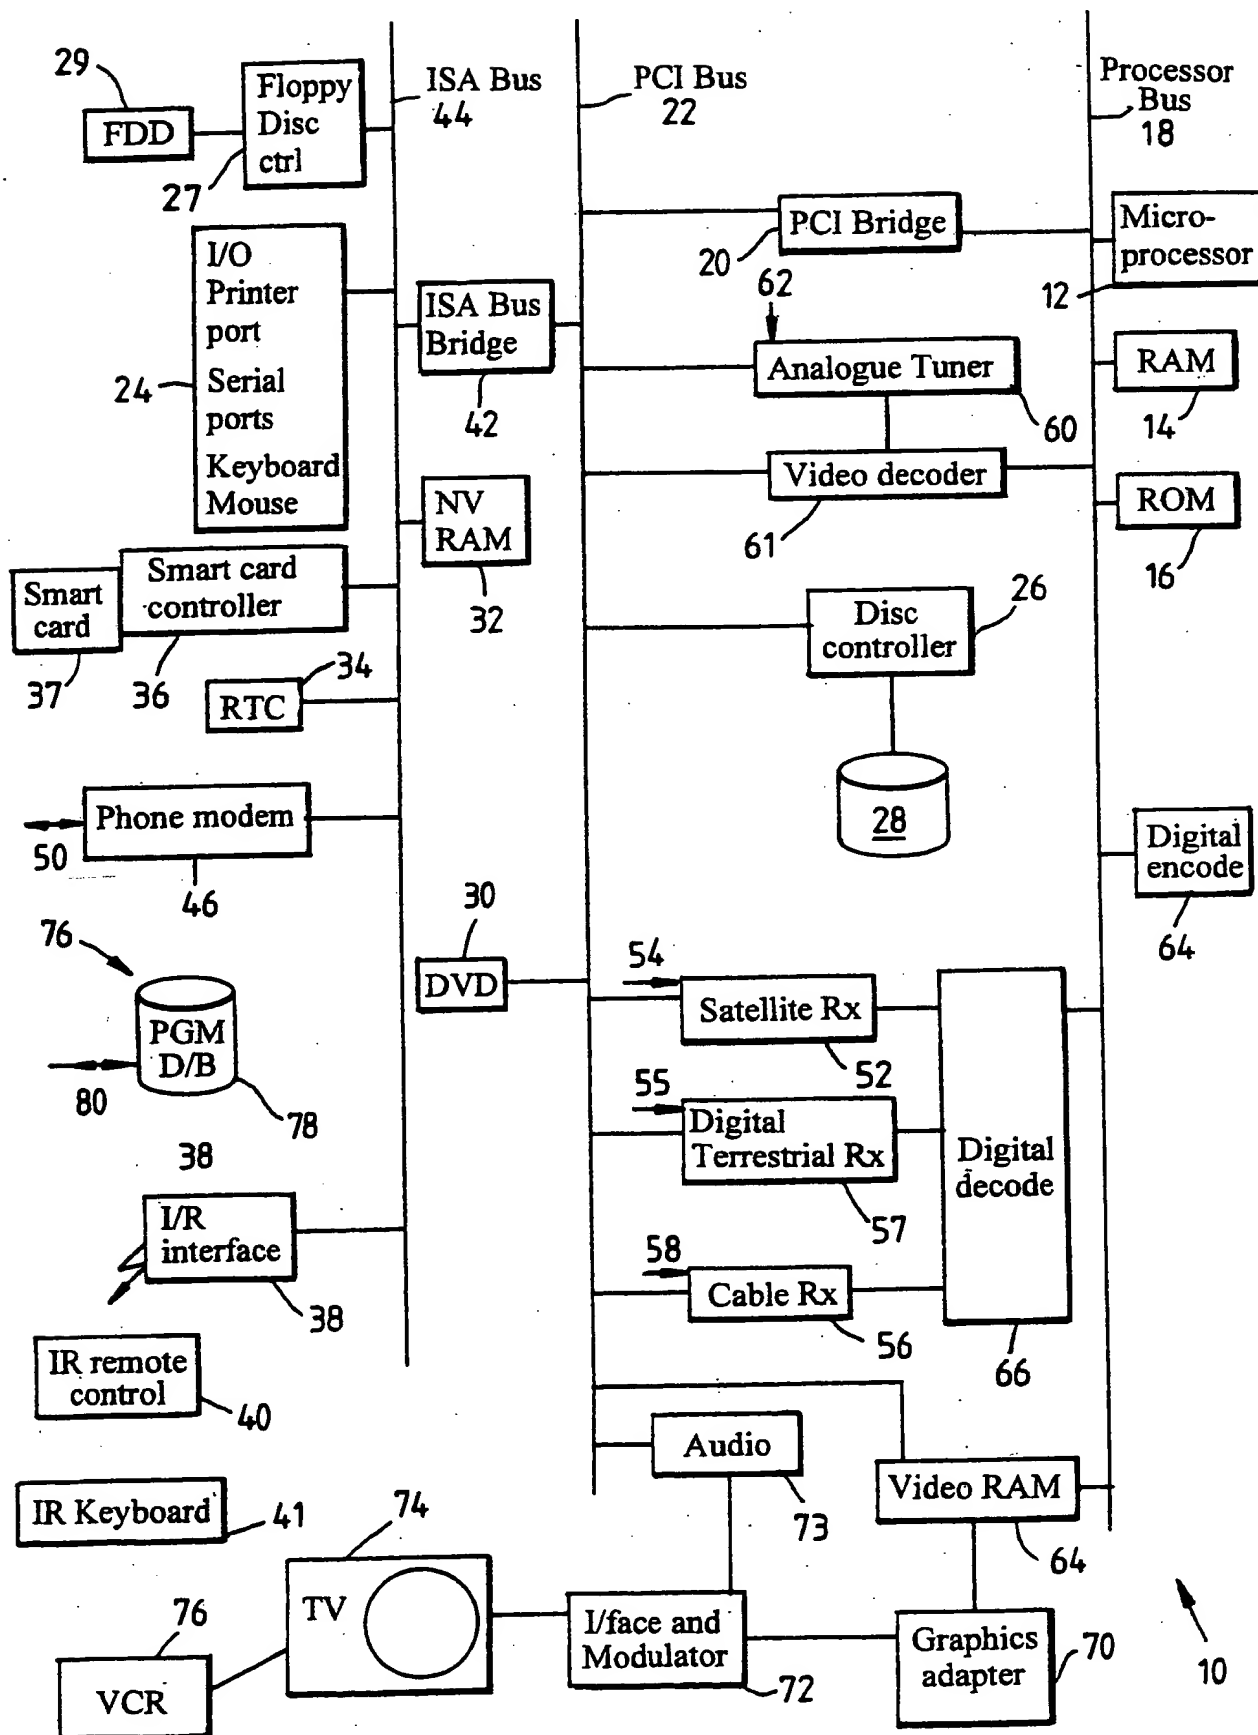 29
FDD
Floppy
Disc
ctrl
27
ISA Bus
44
PCI Bus
22
Processor
Bus
18
I/O
Printer
port
Serial
ports
Keyboard
Mouse
24
ISA Bus
Bridge
42
PCI Bridge
20
Micro-
processor
12
62
Analogue Tuner
60
RAM
14
Video decoder
61
ROM
16
NV
RAM
32
Smart card
controller
36
Smart
card
37
Disc
controller
26
34
RTC
28
Phone modem
50
46
Digital
encode
64
30
DVD
76
PGM
D/B
80
78
54
Satellite Rx
52
55
Digital
Terrestrial Rx
57
58
Cable Rx
56
Digital
decode
66
38
I/R
interface
38
IR remote
control
40
Audio
73
Video RAM
64
IR Keyboard
41
74
TV
76
VCR
I/face and
Modulator
72
Graphics
adapter
70
10